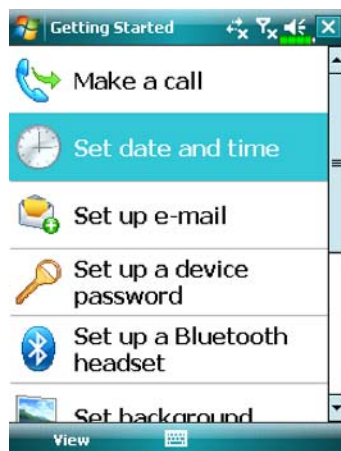 Getting Started
Make a call
Set date and time
Set up e-mail
Set up a device
password
Set up a Bluetooth
headset
Set background
View